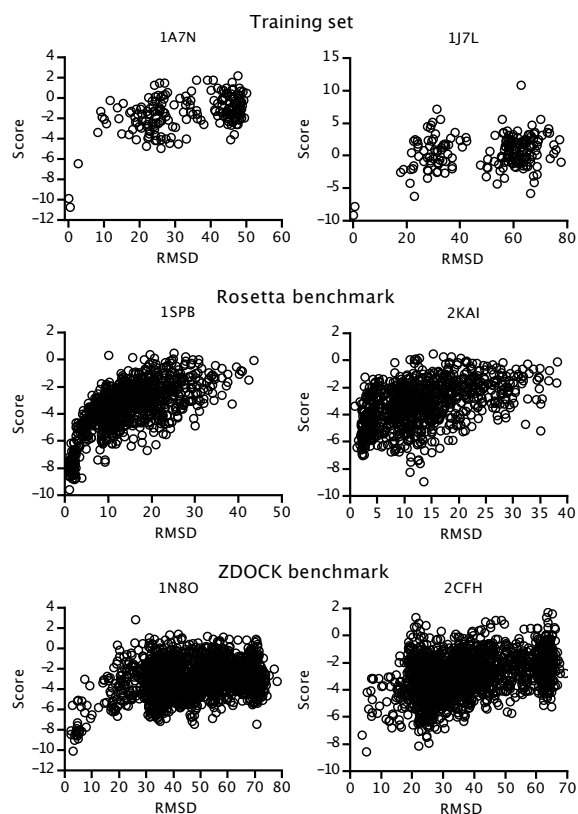 Training set
1A7N
1J7L
4
2
0
−2
−4
−6
−8
−10
−12
Score
0 10 20 30 40 50 60
RMSD
15
10
5
0
−5
−10
Score
0 20 40 60 80
RMSD
Rosetta benchmark
1SPB
2KAI
2
0
−2
−4
−6
−8
−10
Score
0 10 20 30 40 50
RMSD
2
0
−2
−4
−6
−8
−10
Score
0 5 10 15 20 25 30 35 40
RMSD
ZDOCK benchmark
1N8O
2CFH
4
2
0
−2
−4
−6
−8
−10
−12
Score
0 10 20 30 40 50 60 70 80
RMSD
2
0
−2
−4
−6
−8
−10
Score
0 10 20 30 40 50 60 70
RMSD